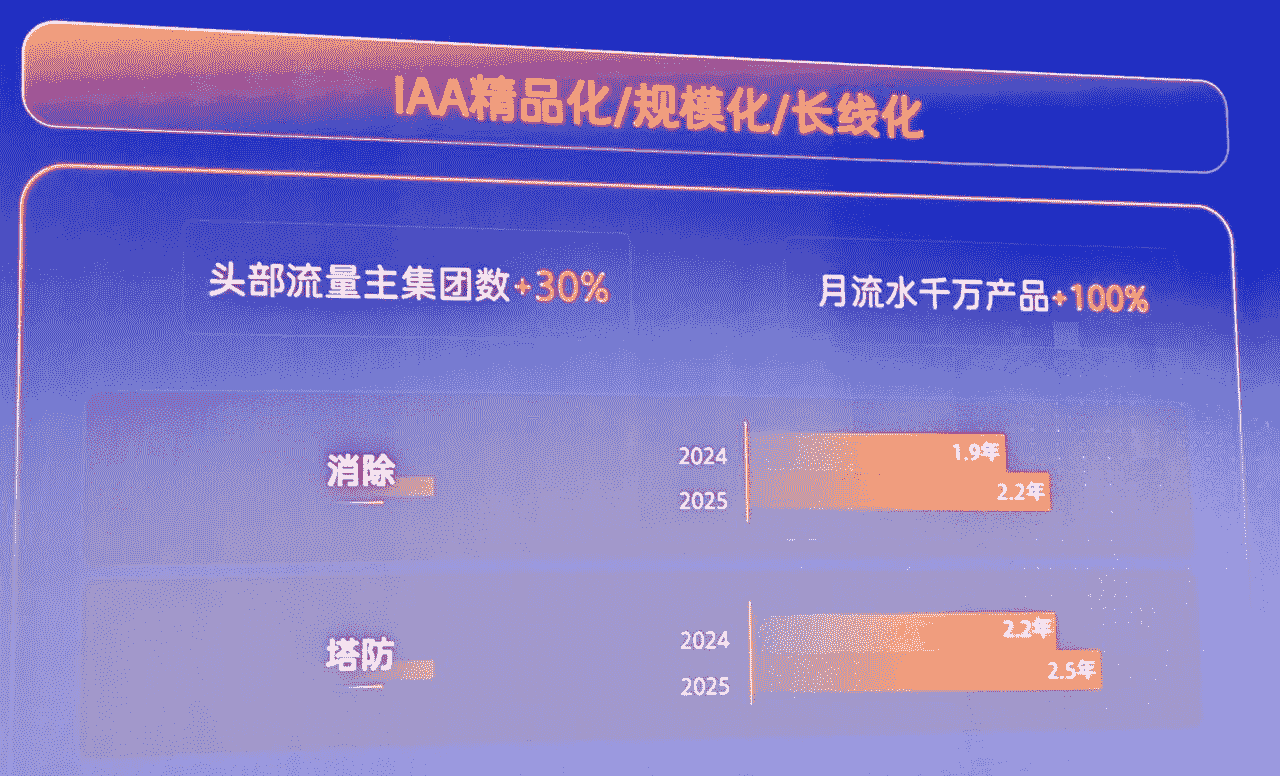 IAA精品化/规模化/长线化
头部流量主集团数+30%
月流水千万产品+100%
消除
2024
1.9年
2025
2.2年
塔防
2024
2.2年
2025
2.5年